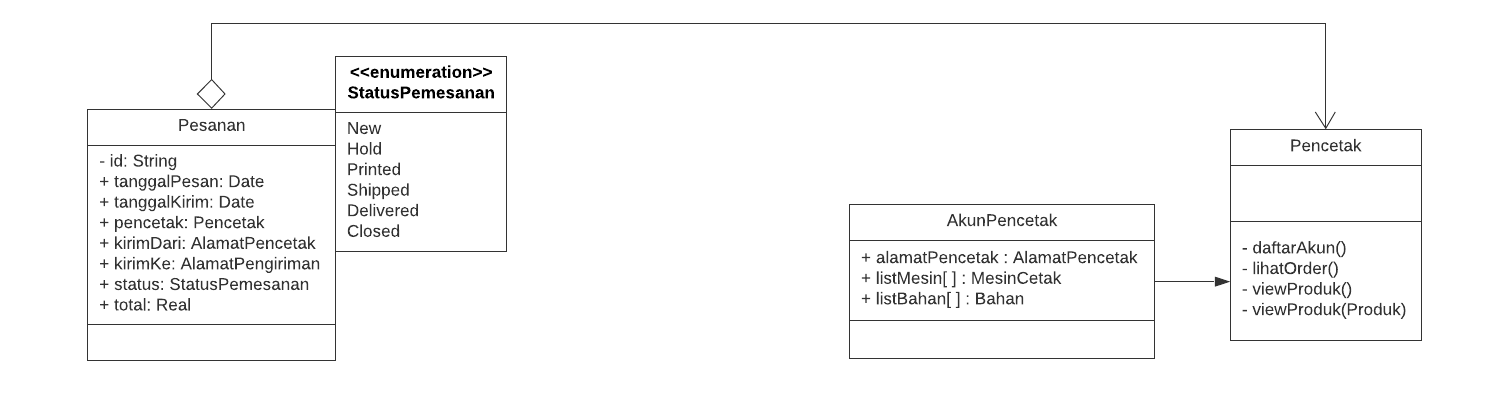 Pesanan
- id: String
+ tanggalPesan: Date
+ tanggalKirim: Date
+ pencetak: Pencetak
+ kirimDari: AlamatPencetak
+ kirimKe: AlamatPengiriman
+ status: StatusPemesanan
+ total: Real
<<enumeration>>
StatusPemesanan
New
Hold
Printed
Shipped
Delivered
Closed
AkunPencetak
+ alamatPencetak : AlamatPencetak
+ listMesin[ ] : MesinCetak
+ listBahan[ ] : Bahan
Pencetak
- daftarAkun()
- lihatOrder()
- viewProduk()
- viewProduk(Produk)